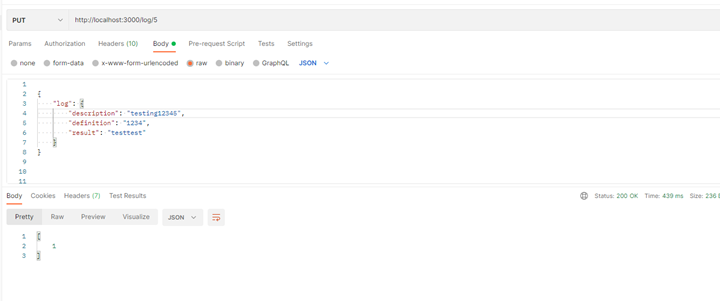 PUT http://localhost:3000/log/5
Params Authorization Headers (10) Body Pre-request Script Tests Settings
none form-data x-www-form-urlencoded raw binary GraphQL JSON
1
2 {
3 "log": {
4 "description": "testing12345",
5 "definition": "1234",
6 "result": "testtest"
7 }
8 }
9
10
11
Body Cookies Headers (7) Test Results Status: 200 OK Time: 439 ms Size: 236
Pretty Raw Preview Visualize JSON
1 [
2 1
3 ]